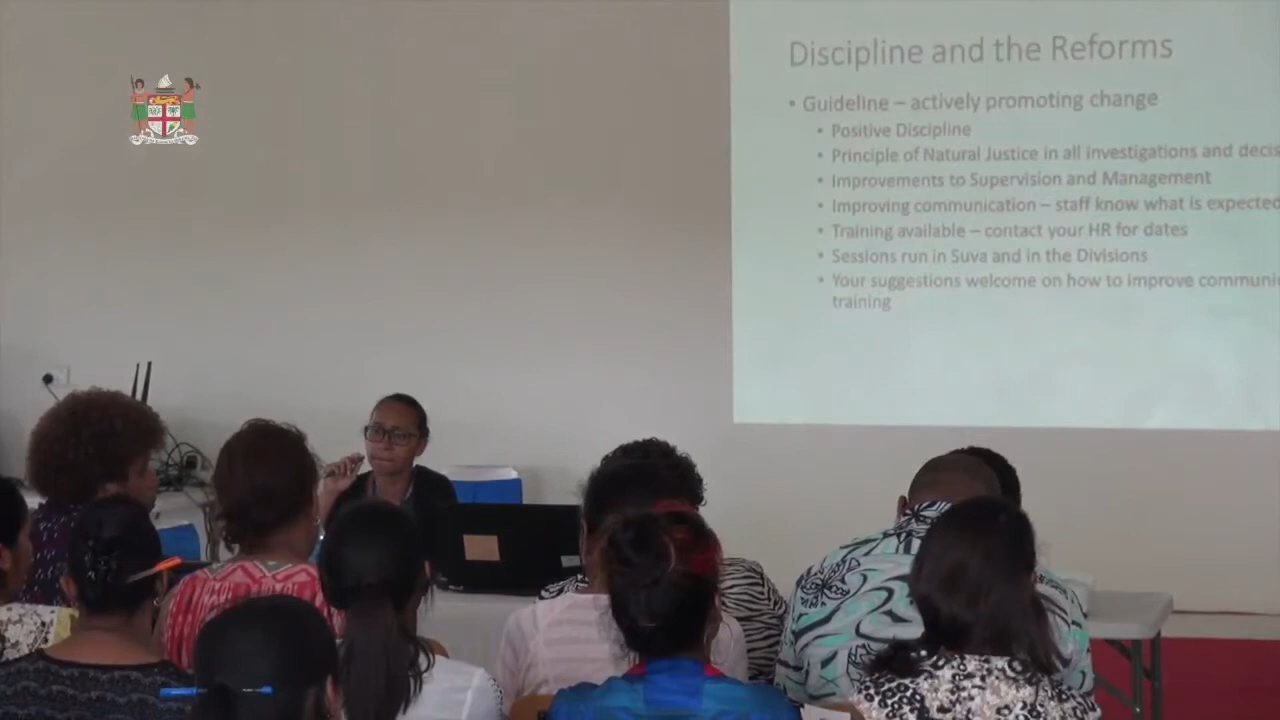 Discipline and the Reforms
• Guideline – actively promoting change
• Positive Discipline
• Principle of Natural Justice in all investigations and decis
• Improvements to Supervision and Management
• Improving communication – staff know what is expected
• Training available – contact your HR for dates
• Sessions run in Suva and in the Divisions
• Your suggestions welcome on how to improve communi
training